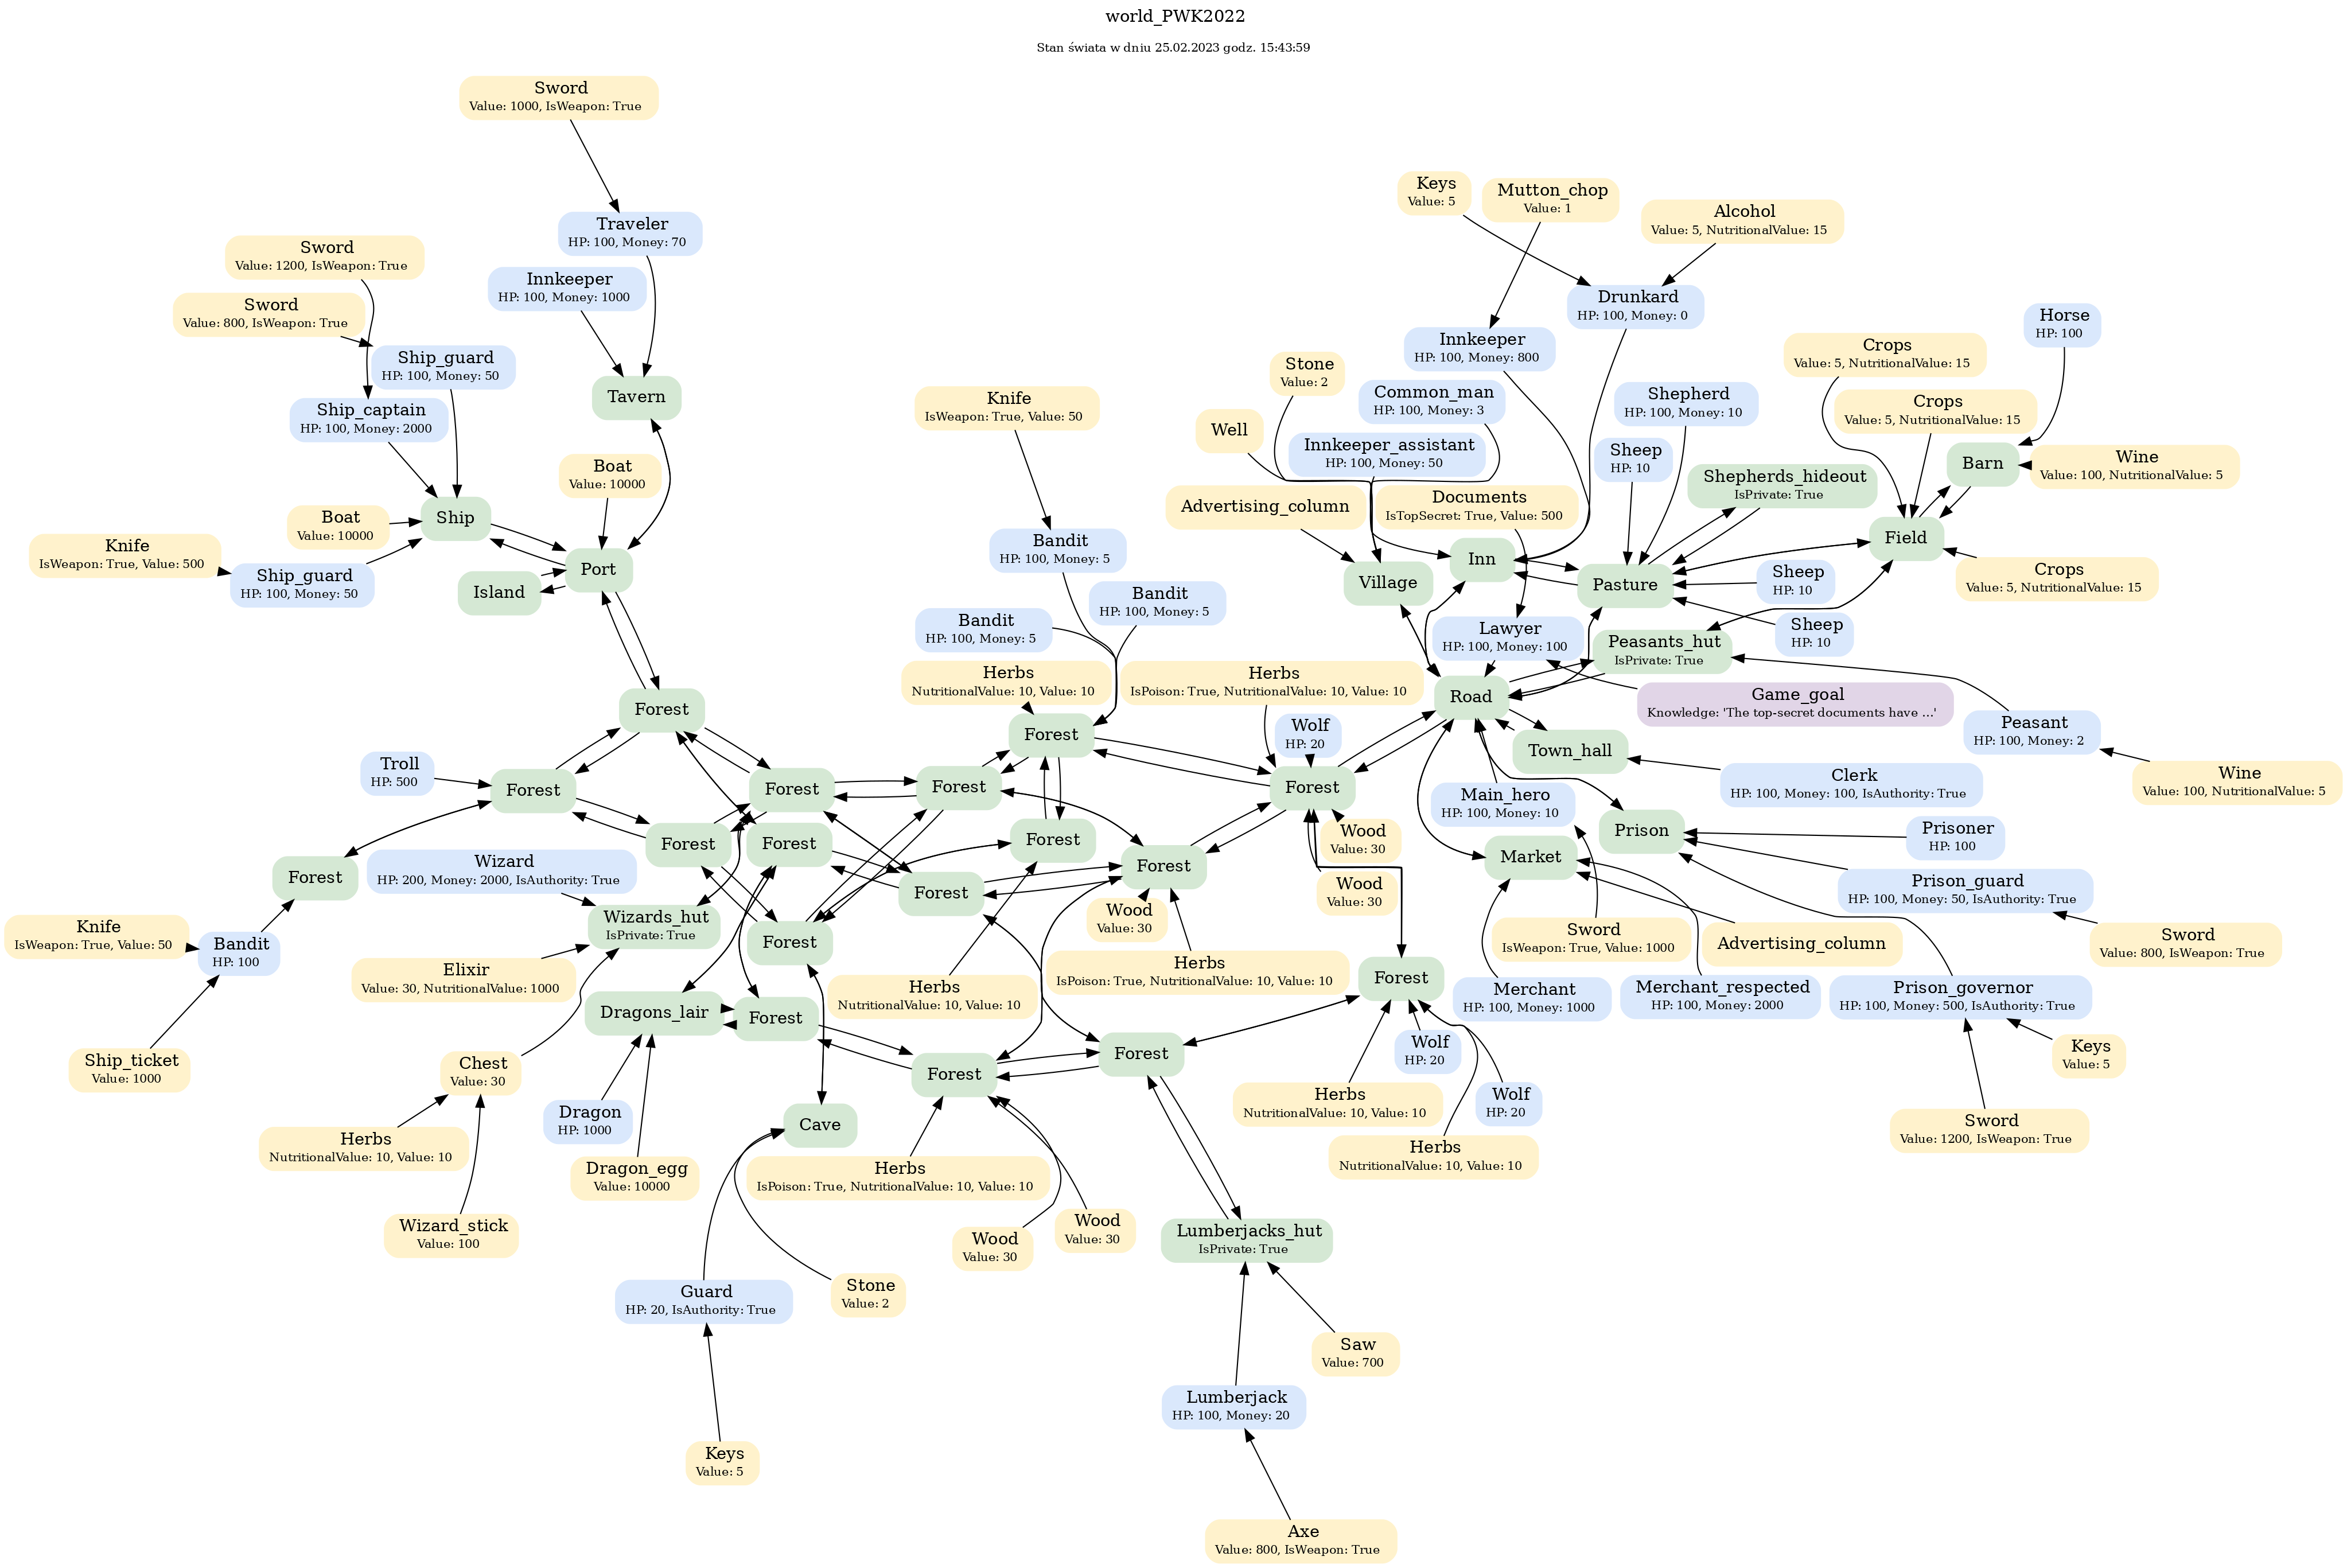 world_PWK2022
Stan świata w dniu 25.02.2023 godz. 15:43:59
Sword
Value: 1000, IsWeapon: True
Keys
Value: 5
Mutton_chop
Value: 1
Alcohol
Value: 5, NutritionalValue: 15
Traveler
HP: 100, Money: 70
Sword
Value: 1200, IsWeapon: True
Innkeeper
HP: 100, Money: 1000
Drunkard
HP: 100, Money: 0
Horse
HP: 100
Sword
Value: 800, IsWeapon: True
Innkeeper
HP: 100, Money: 800
Crops
Value: 5, NutritionalValue: 15
Ship_guard
HP: 100, Money: 50
Stone
Value: 2
Common_man
HP: 100, Money: 3
Shepherd
HP: 100, Money: 10
Tavern
Knife
IsWeapon: True, Value: 50
Crops
Value: 5, NutritionalValue: 15
Ship_captain
HP: 100, Money: 2000
Well
Innkeeper_assistant
HP: 100, Money: 50
Sheep
HP: 10
Barn
Wine
Value: 100, NutritionalValue: 5
Boat
Value: 10000
Shepherds_hideout
IsPrivate: True
Advertising_column
Documents
IsTopSecret: True, Value: 500
Ship
Boat
Value: 10000
Field
Knife
IsWeapon: True, Value: 500
Bandit
HP: 100, Money: 5
Inn
Port
Ship_guard
HP: 100, Money: 50
Island
Village
Pasture
Sheep
HP: 10
Crops
Value: 5, NutritionalValue: 15
Bandit
HP: 100, Money: 5
Bandit
HP: 100, Money: 5
Lawyer
HP: 100, Money: 100
Sheep
HP: 10
Peasants_hut
IsPrivate: True
Herbs
NutritionalValue: 10, Value: 10
Herbs
IsPoison: True, NutritionalValue: 10, Value: 10
Road
Game_goal
Knowledge: 'The top-secret documents have ...'
Forest
Forest
Wolf
HP: 20
Peasant
HP: 100, Money: 2
Town_hall
Troll
HP: 500
Forest
Forest
Forest
Forest
Clerk
HP: 100, Money: 100, IsAuthority: True
Wine
Value: 100, NutritionalValue: 5
Main_hero
HP: 100, Money: 10
Forest
Forest
Forest
Wood
Value: 30
Prison
Prisoner
HP: 100
Forest
Wizard
HP: 200, Money: 2000, IsAuthority: True
Forest
Forest
Market
Wood
Value: 30
Prison_guard
HP: 100, Money: 50, IsAuthority: True
Wizards_hut
IsPrivate: True
Wood
Value: 30
Knife
IsWeapon: True, Value: 50
Bandit
HP: 100
Forest
Sword
IsWeapon: True, Value: 1000
Advertising_column
Sword
Value: 800, IsWeapon: True
Elixir
Value: 30, NutritionalValue: 1000
Herbs
NutritionalValue: 10, Value: 10
Herbs
IsPoison: True, NutritionalValue: 10, Value: 10
Forest
Merchant
HP: 100, Money: 1000
Merchant_respected
HP: 100, Money: 2000
Prison_governor
HP: 100, Money: 500, IsAuthority: True
Dragons_lair
Forest
Ship_ticket
Value: 1000
Chest
Value: 30
Forest
Forest
Wolf
HP: 20
Keys
Value: 5
Dragon
HP: 1000
Cave
Herbs
NutritionalValue: 10, Value: 10
Wolf
HP: 20
Sword
Value: 1200, IsWeapon: True
Herbs
NutritionalValue: 10, Value: 10
Dragon_egg
Value: 10000
Herbs
IsPoison: True, NutritionalValue: 10, Value: 10
Herbs
NutritionalValue: 10, Value: 10
Wizard_stick
Value: 100
Wood
Value: 30
Wood
Value: 30
Lumberjacks_hut
IsPrivate: True
Guard
HP: 20, IsAuthority: True
Stone
Value: 2
Saw
Value: 700
Lumberjack
HP: 100, Money: 20
Keys
Value: 5
Axe
Value: 800, IsWeapon: True